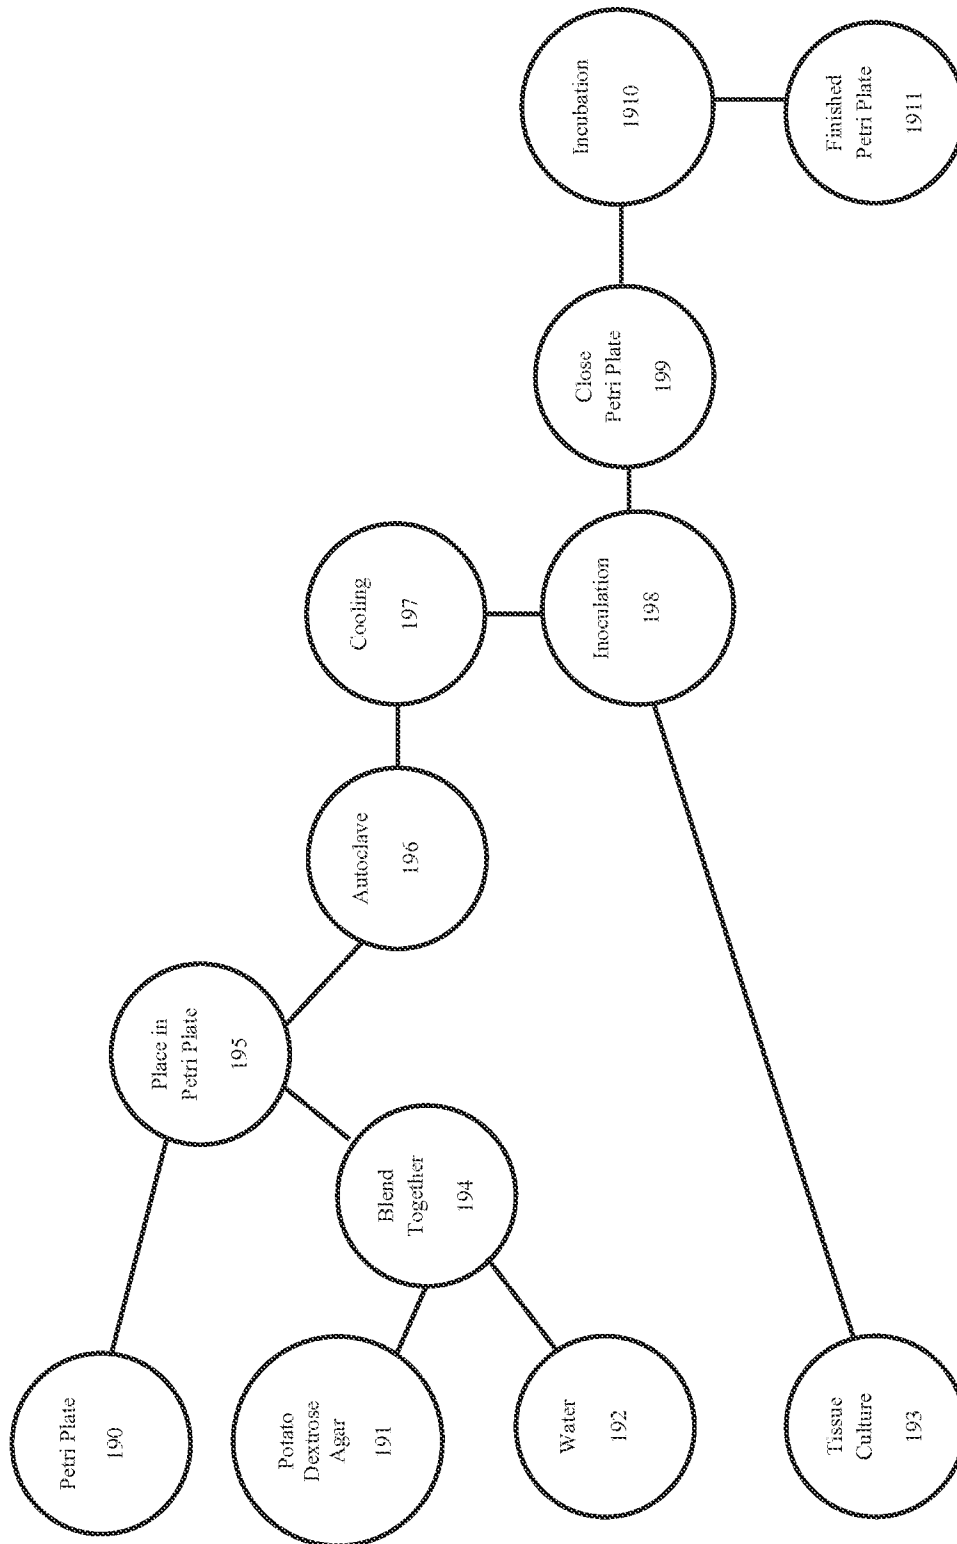 Petri Plate
190
Potato
Dextrose
Agar
191
Water
192
Tissue
Culture
193
Blend
Together
194
Place in
Petri Plate
195
Autoclave
196
Cooling
197
Inoculation
198
Close
Petri Plate
199
Incubation
1910
Finished
Petri Plate
1911